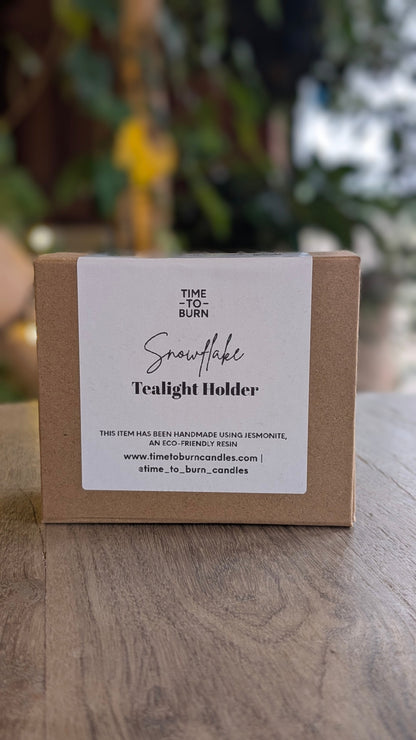 TIME
-TO-
BURN
Snowflake
Tealight Holder
THIS ITEM HAS BEEN HANDMADE USING JESMONITE,
AN ECO-FRIENDLY RESIN
www.timetoburncandles.com |
@time_to_burn_candles